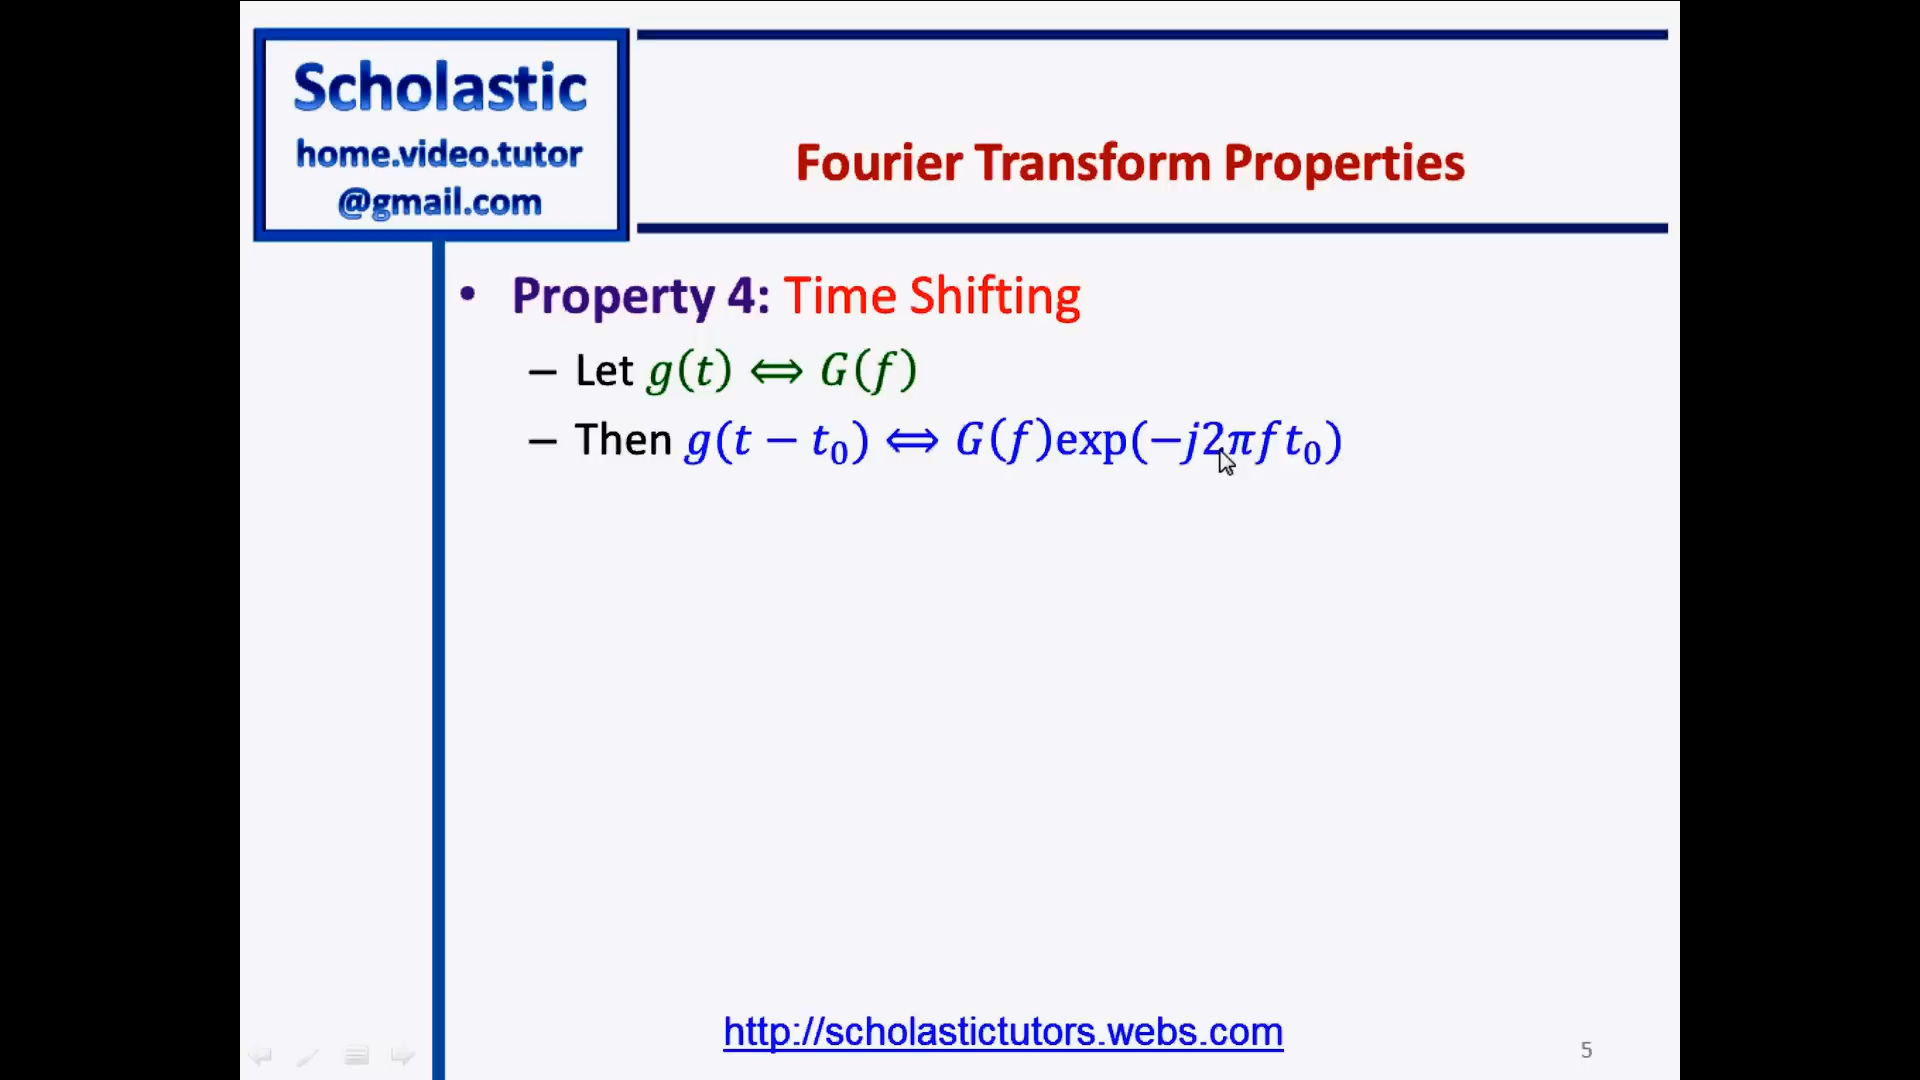 Scholastic
home.video.tutor
@gmail.com
Fourier Transform Properties
• Property 4: Time Shifting
– Let g(t) ⟺ G(f)
– Then g(t − t₀) ⟺ G(f)exp(−j2πft₀)
http://scholastictutors.webs.com
5